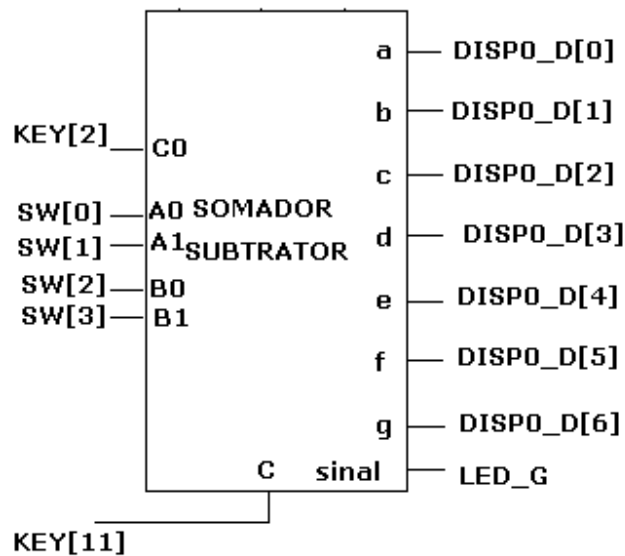 a DISP0_D[0]
b DISP0_D[1]
KEY[2] C0
c DISP0_D[2]
SW[0] A0 SOMADOR
d DISP0_D[3]
SW[1] A1 SUBTRATOR
SW[2] B0
e DISP0_D[4]
SW[3] B1
f DISP0_D[5]
g DISP0_D[6]
C sinal LED_G
KEY[11]